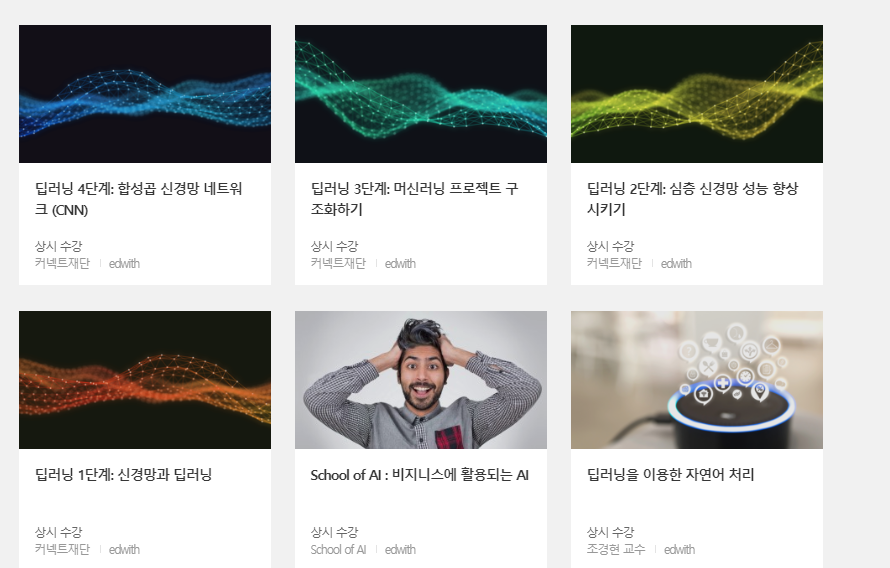 딥러닝 4단계: 합성곱 신경망 네트워
크 (CNN)
상시 수강
커넥트재단 | edwith
딥러닝 3단계: 머신러닝 프로젝트 구
조화하기
상시 수강
커넥트재단 | edwith
딥러닝 2단계: 심층 신경망 성능 향상
시키기
상시 수강
커넥트재단 | edwith
딥러닝 1단계: 신경망과 딥러닝
상시 수강
커넥트재단 | edwith
School of AI : 비지니스에 활용되는 AI
상시 수강
School of AI | edwith
딥러닝을 이용한 자연어 처리
상시 수강
조경현 교수 | edwith